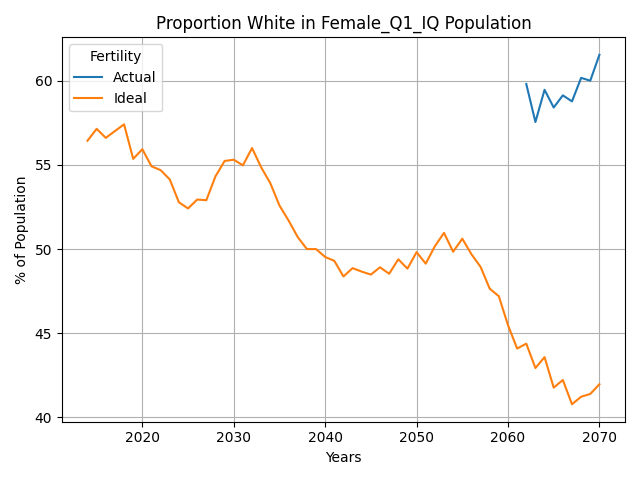 Proportion White in Female_Q1_IQ Population
Fertility
Actual
Ideal
% of Population
60
55
50
45
40
2020 2030 2040 2050 2060 2070
Years